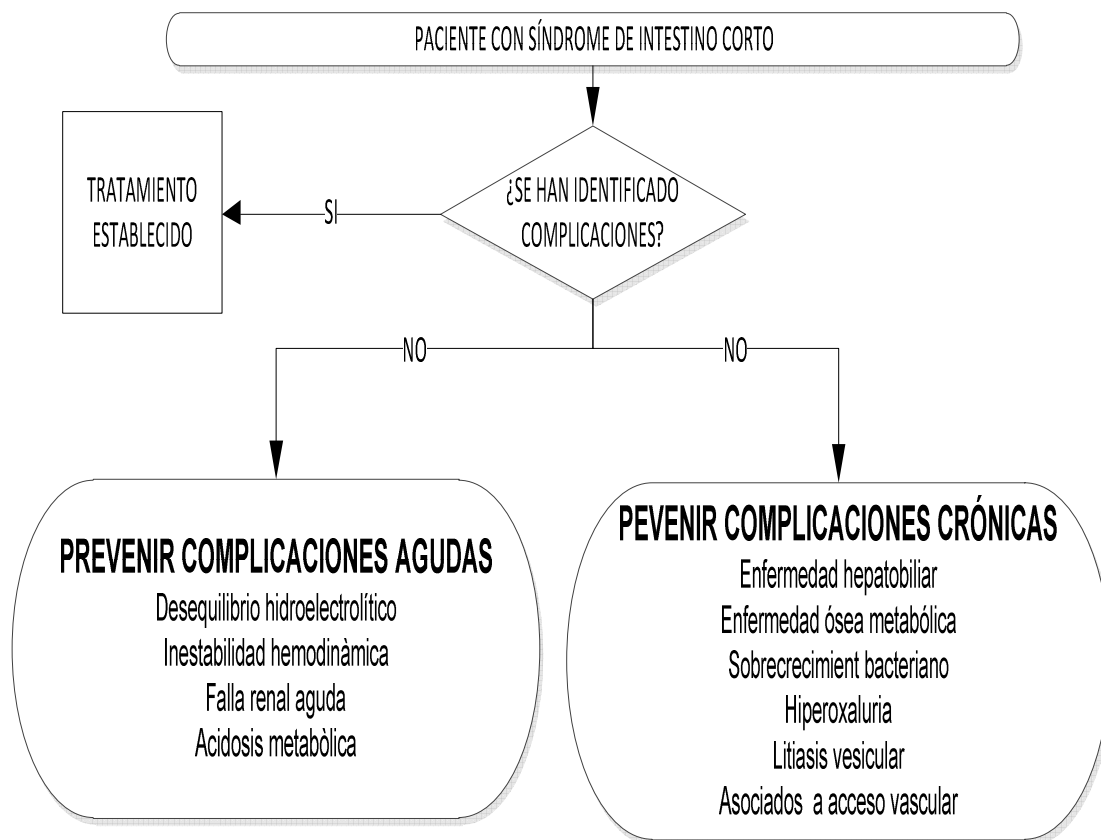 PACIENTE CON SÍNDROME DE INTESTINO CORTO
¿SE HAN IDENTIFICADO
COMPLICACIONES?
SI
TRATAMIENTO
ESTABLECIDO
NO
NO
PREVENIR COMPLICACIONES AGUDAS
Desequilibrio hidroelectrolítico
Inestabilidad hemodinàmica
Falla renal aguda
Acidosis metabòlica
PEVENIR COMPLICACIONES CRÓNICAS
Enfermedad hepatobiliar
Enfermedad ósea metabólica
Sobrecrecimient bacteriano
Hiperoxaluria
Litiasis vesicular
Asociados a acceso vascular